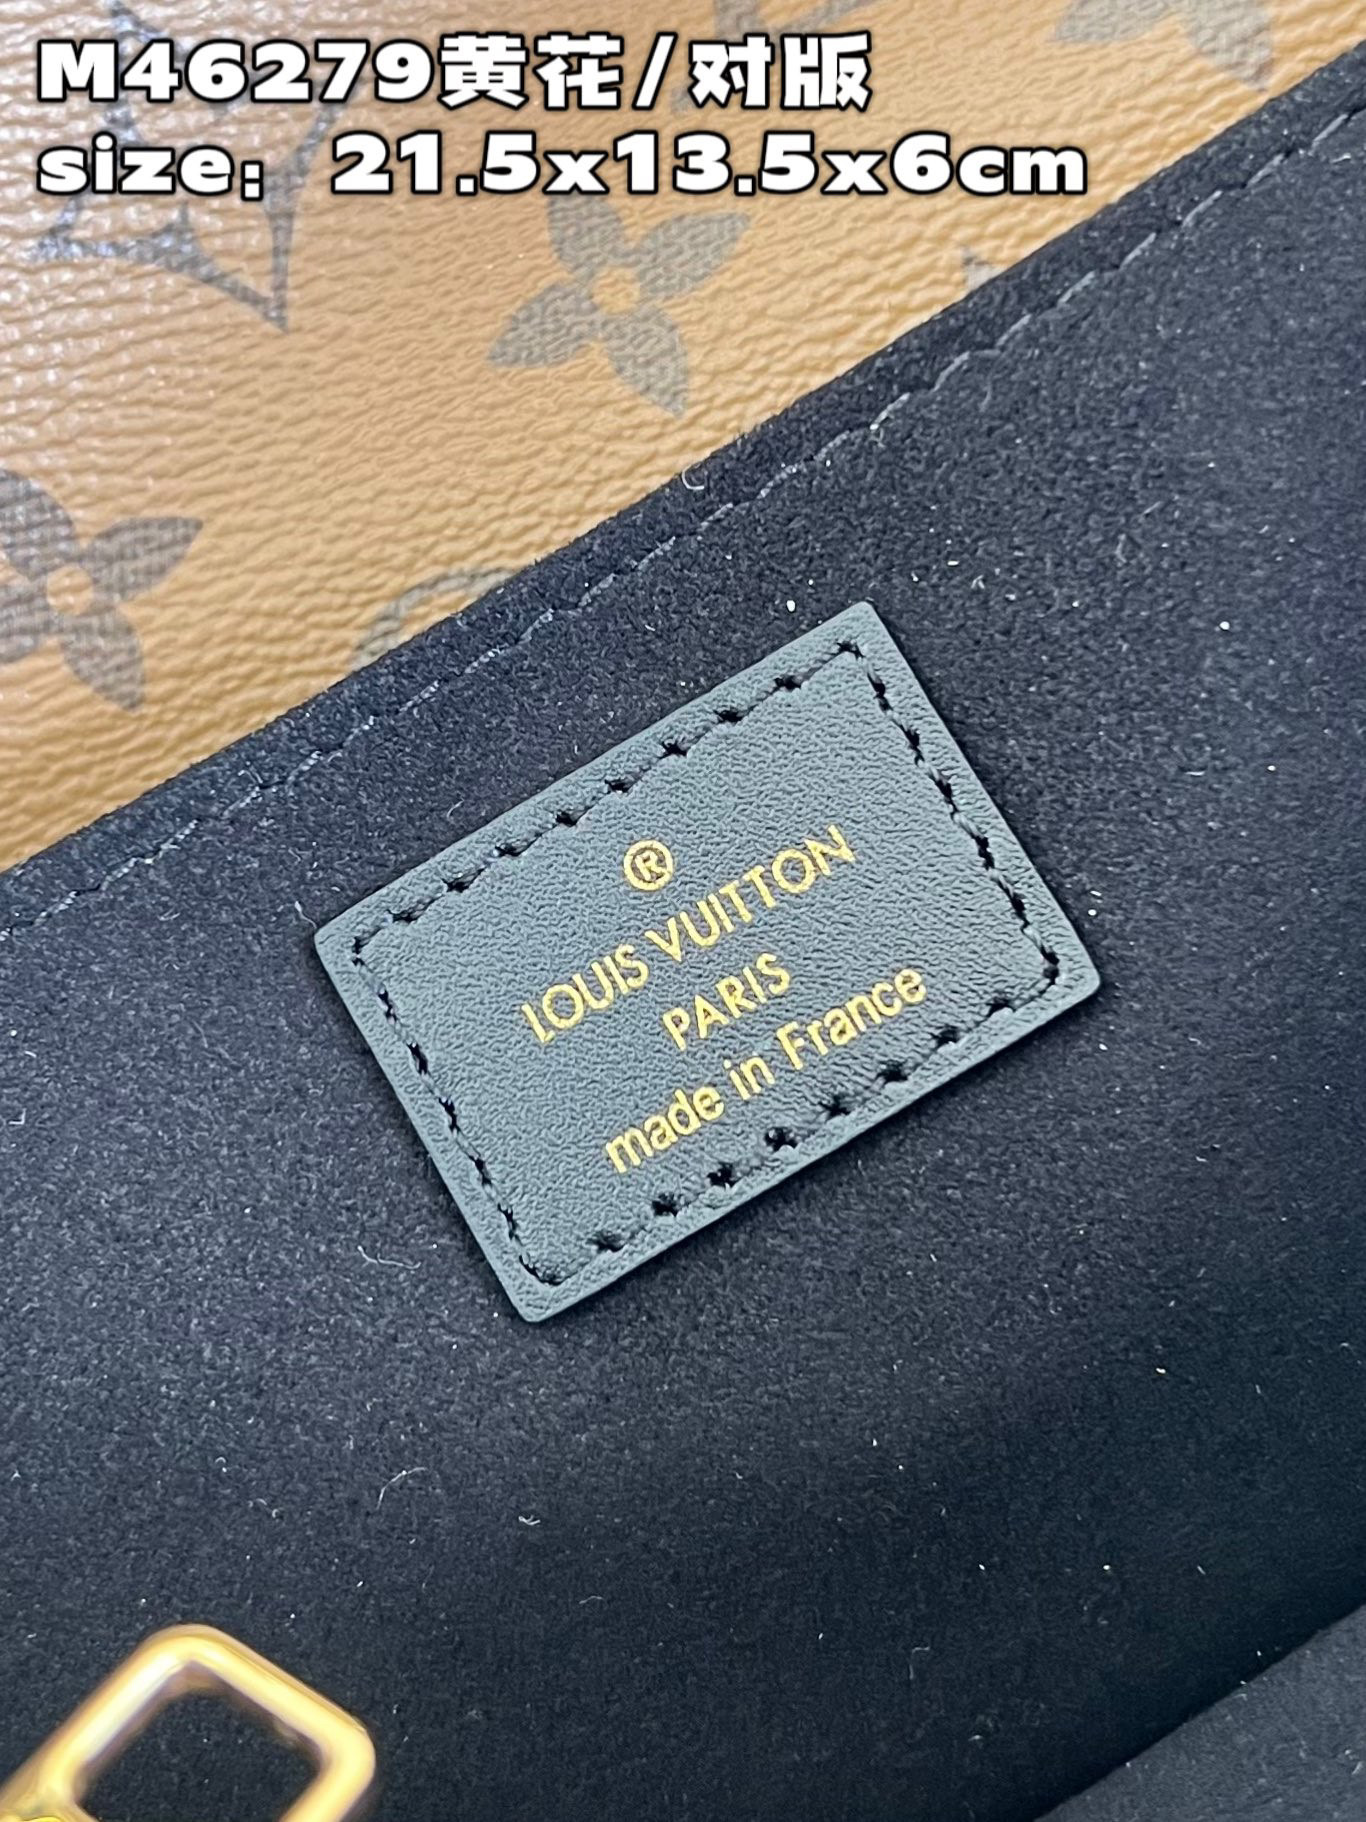 M46279黄花/对版
size：21.5x13.5x6cm
®
LOUIS VUITTON
PARIS
made in France